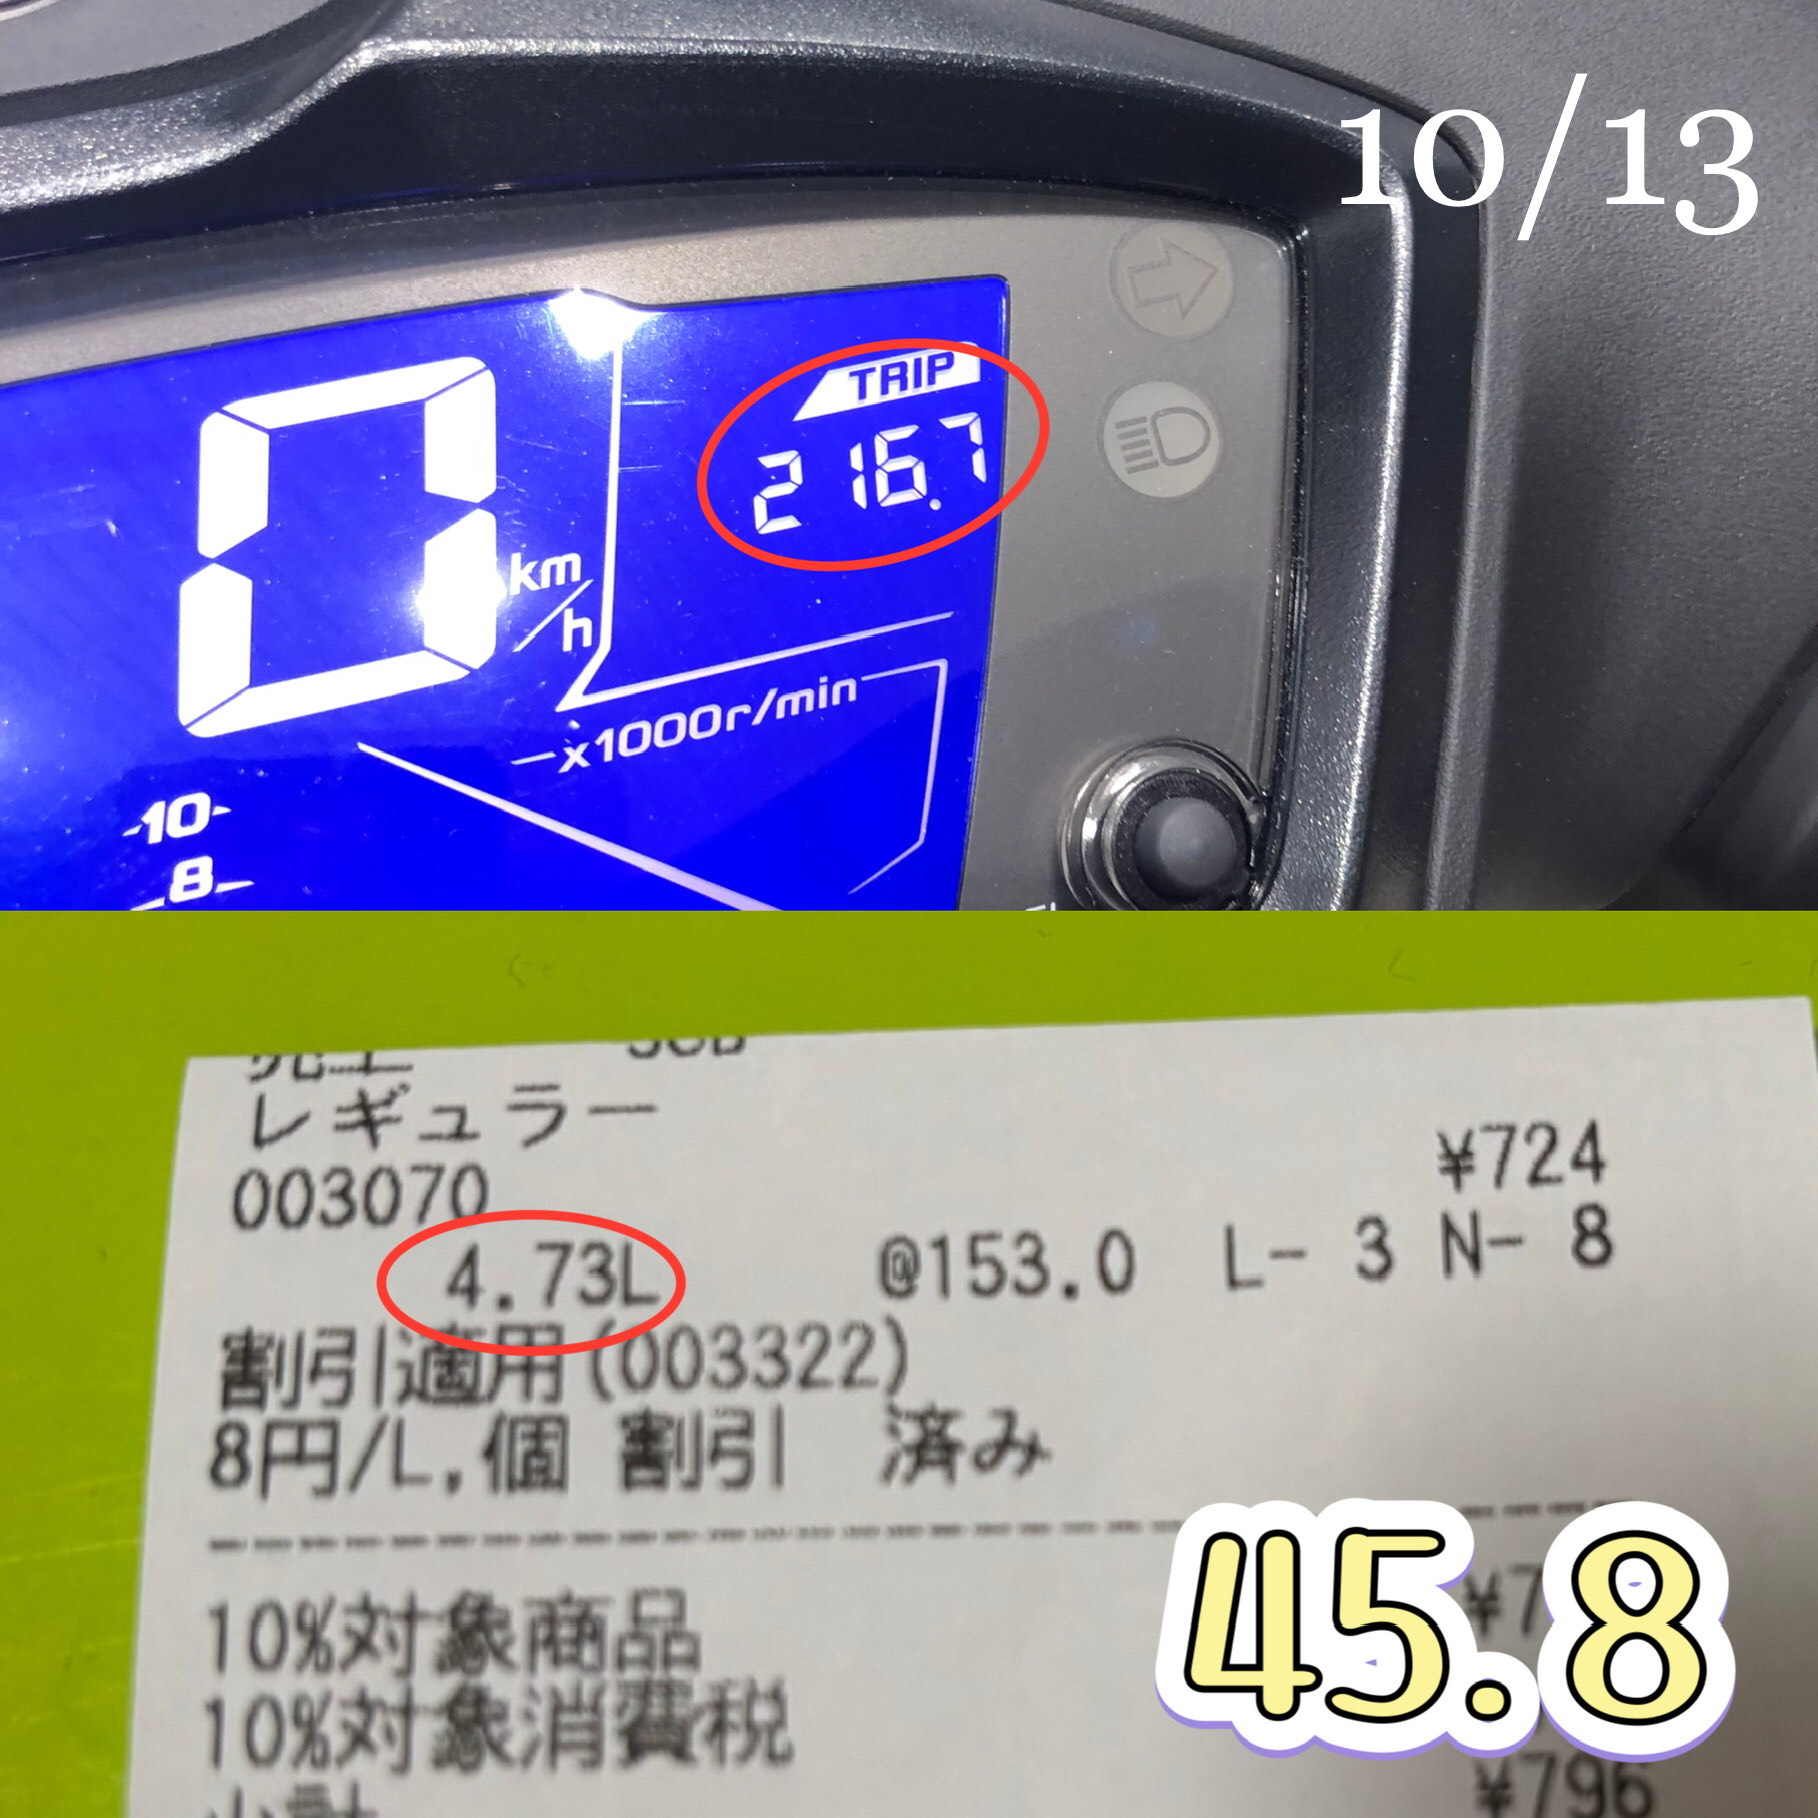 10/13
TRIP
216.7
0 km/h
x1000r/min
10
8
レギュラー
003070 ¥724
4.73L @153.0 L- 3 N- 8
割引適用(003322)
8円/L,個 割引 済み
10%対象商品
10%対象消費税
45.8
¥796